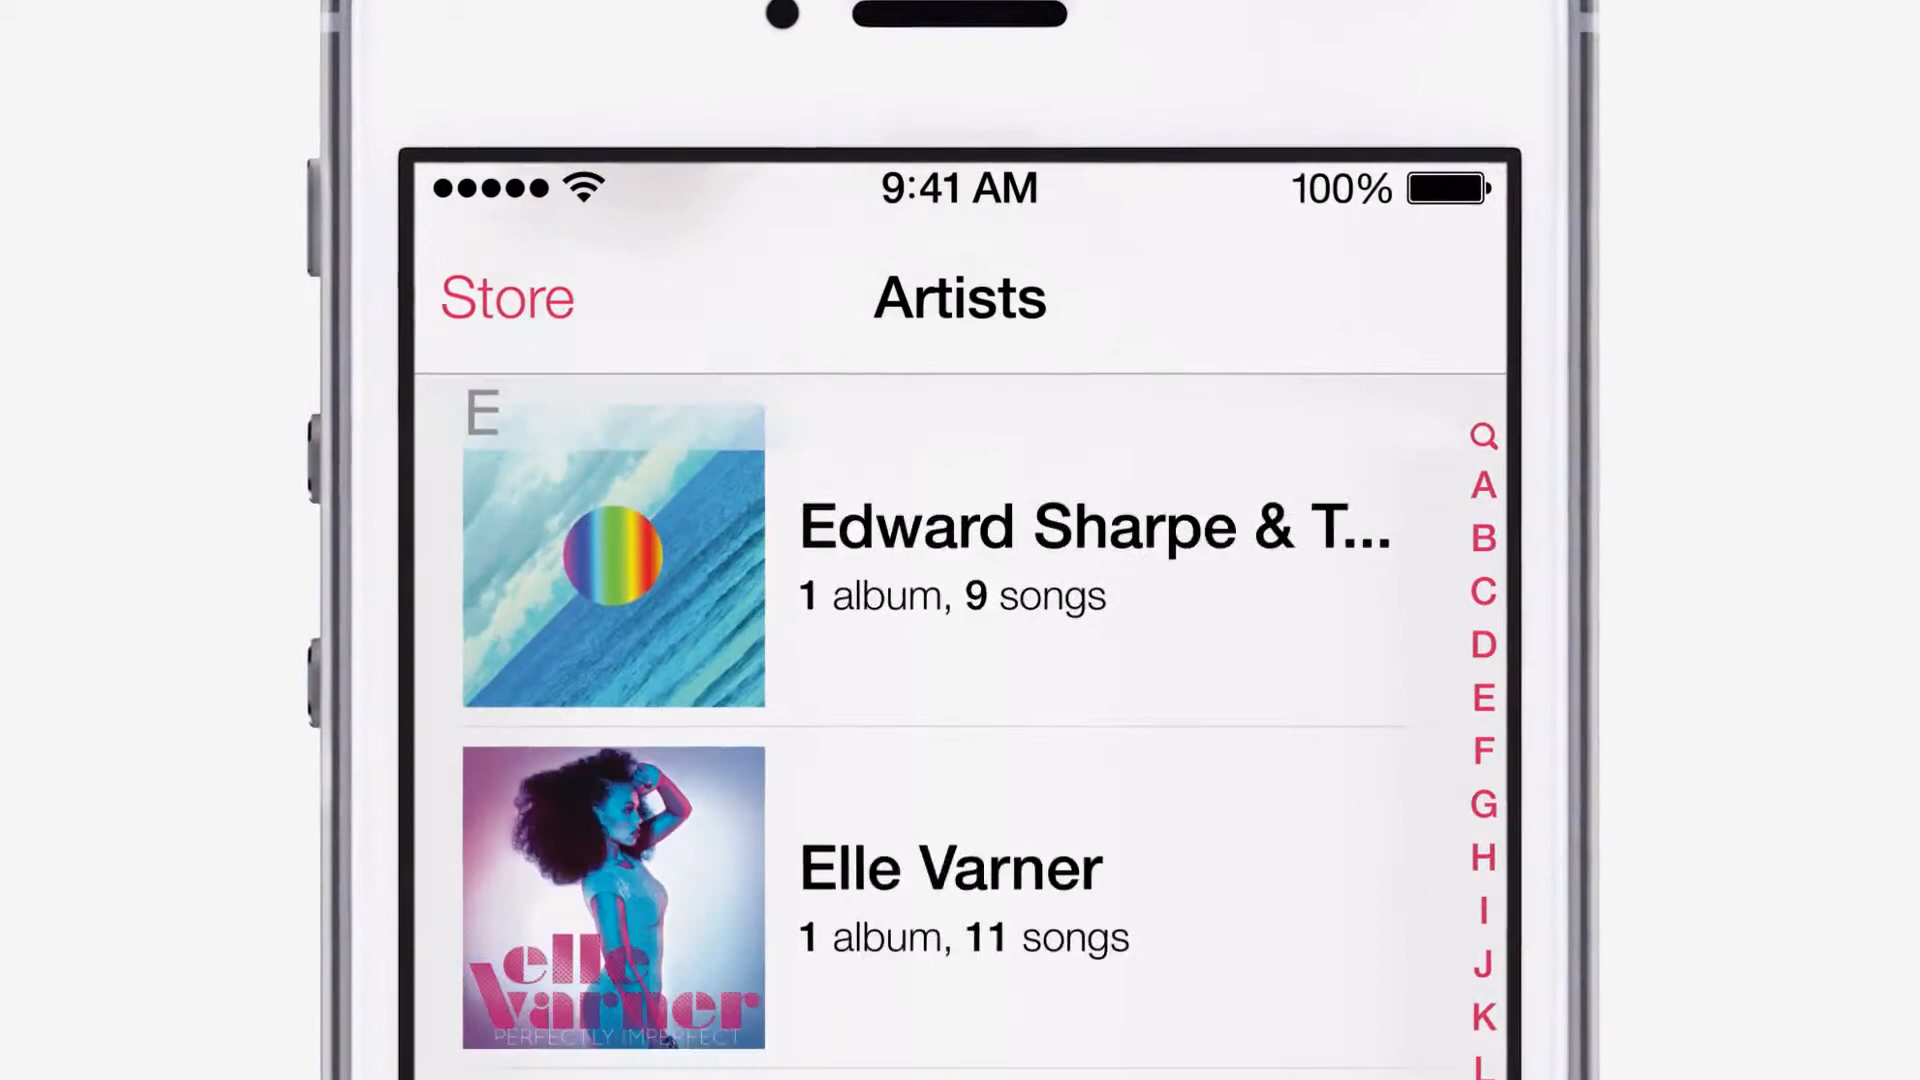 9:41 AM 100%
Store Artists
E
Edward Sharpe & T...
1 album, 9 songs
Elle Varner
1 album, 11 songs
elle
varner
PERFECTLY IMPERFECT
A
B
C
D
E
F
G
H
I
J
K
L